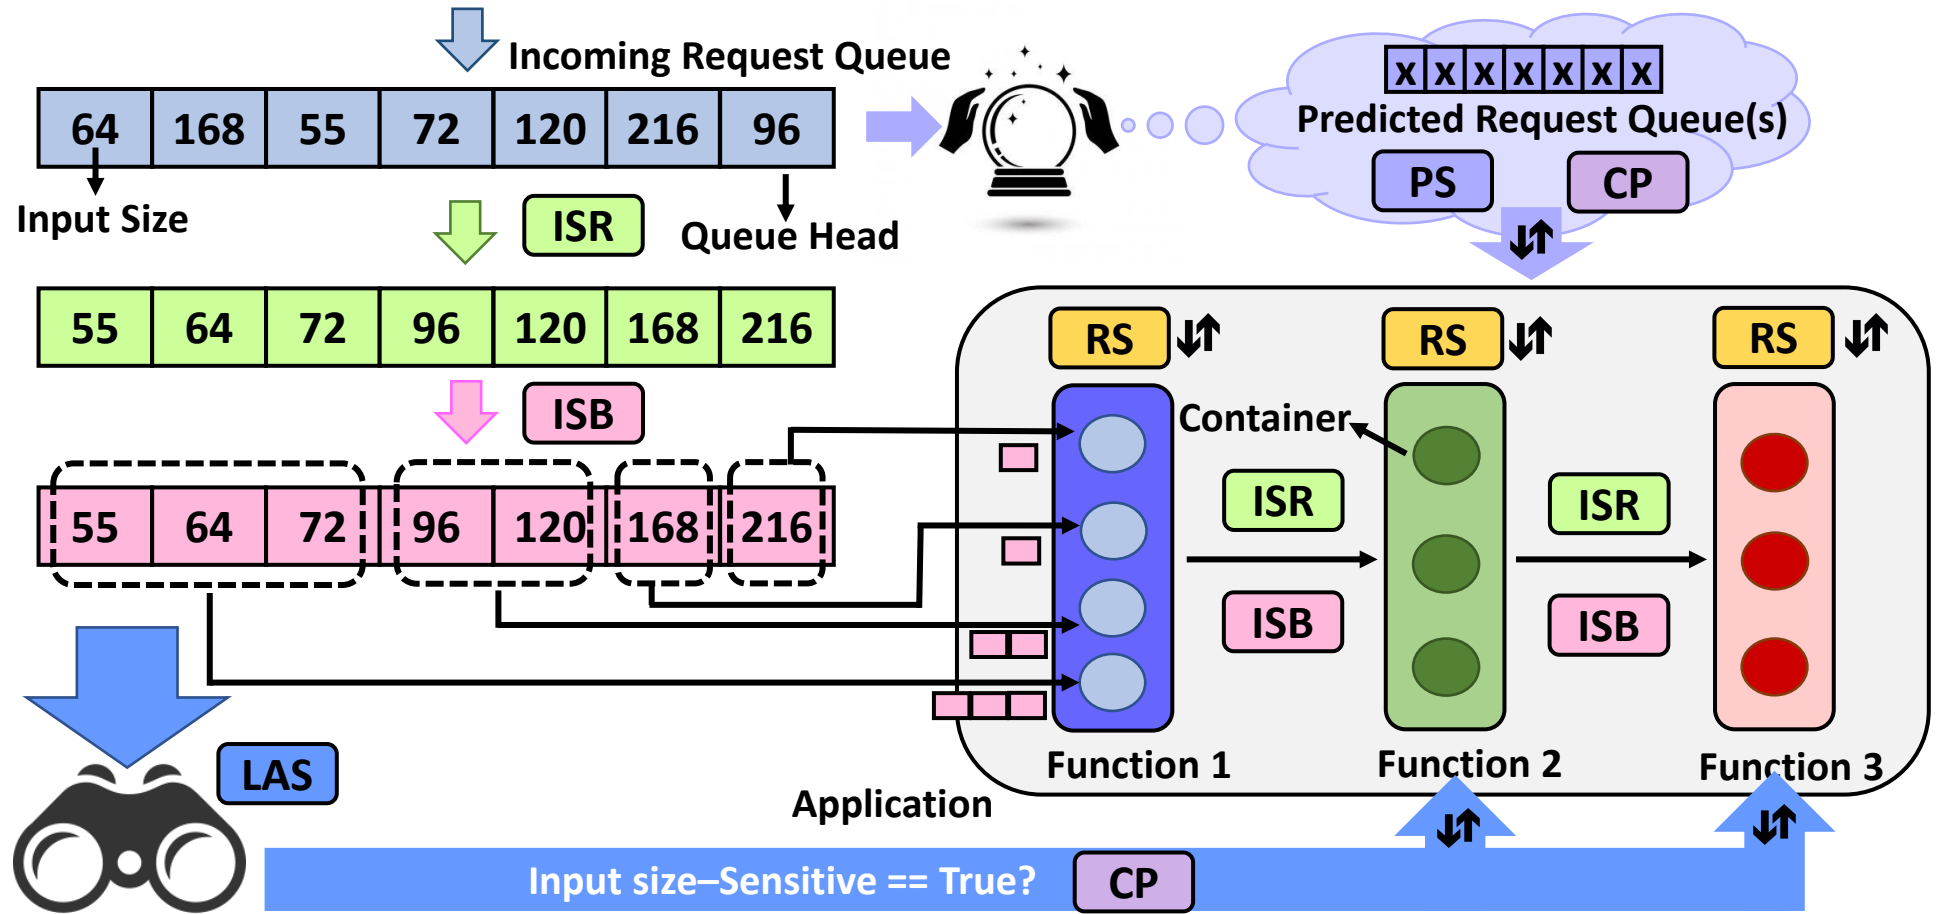 Incoming Request Queue
64 168 55 72 120 216 96
Input Size
Queue Head
ISR
55 64 72 96 120 168 216
ISB
55 64 72 96 120 168 216
LAS
x x x x x x x
Predicted Request Queue(s)
PS CP
RS RS RS
Container
ISR ISR
ISB ISB
Function 1 Function 2 Function 3
Application
Input size–Sensitive == True? CP